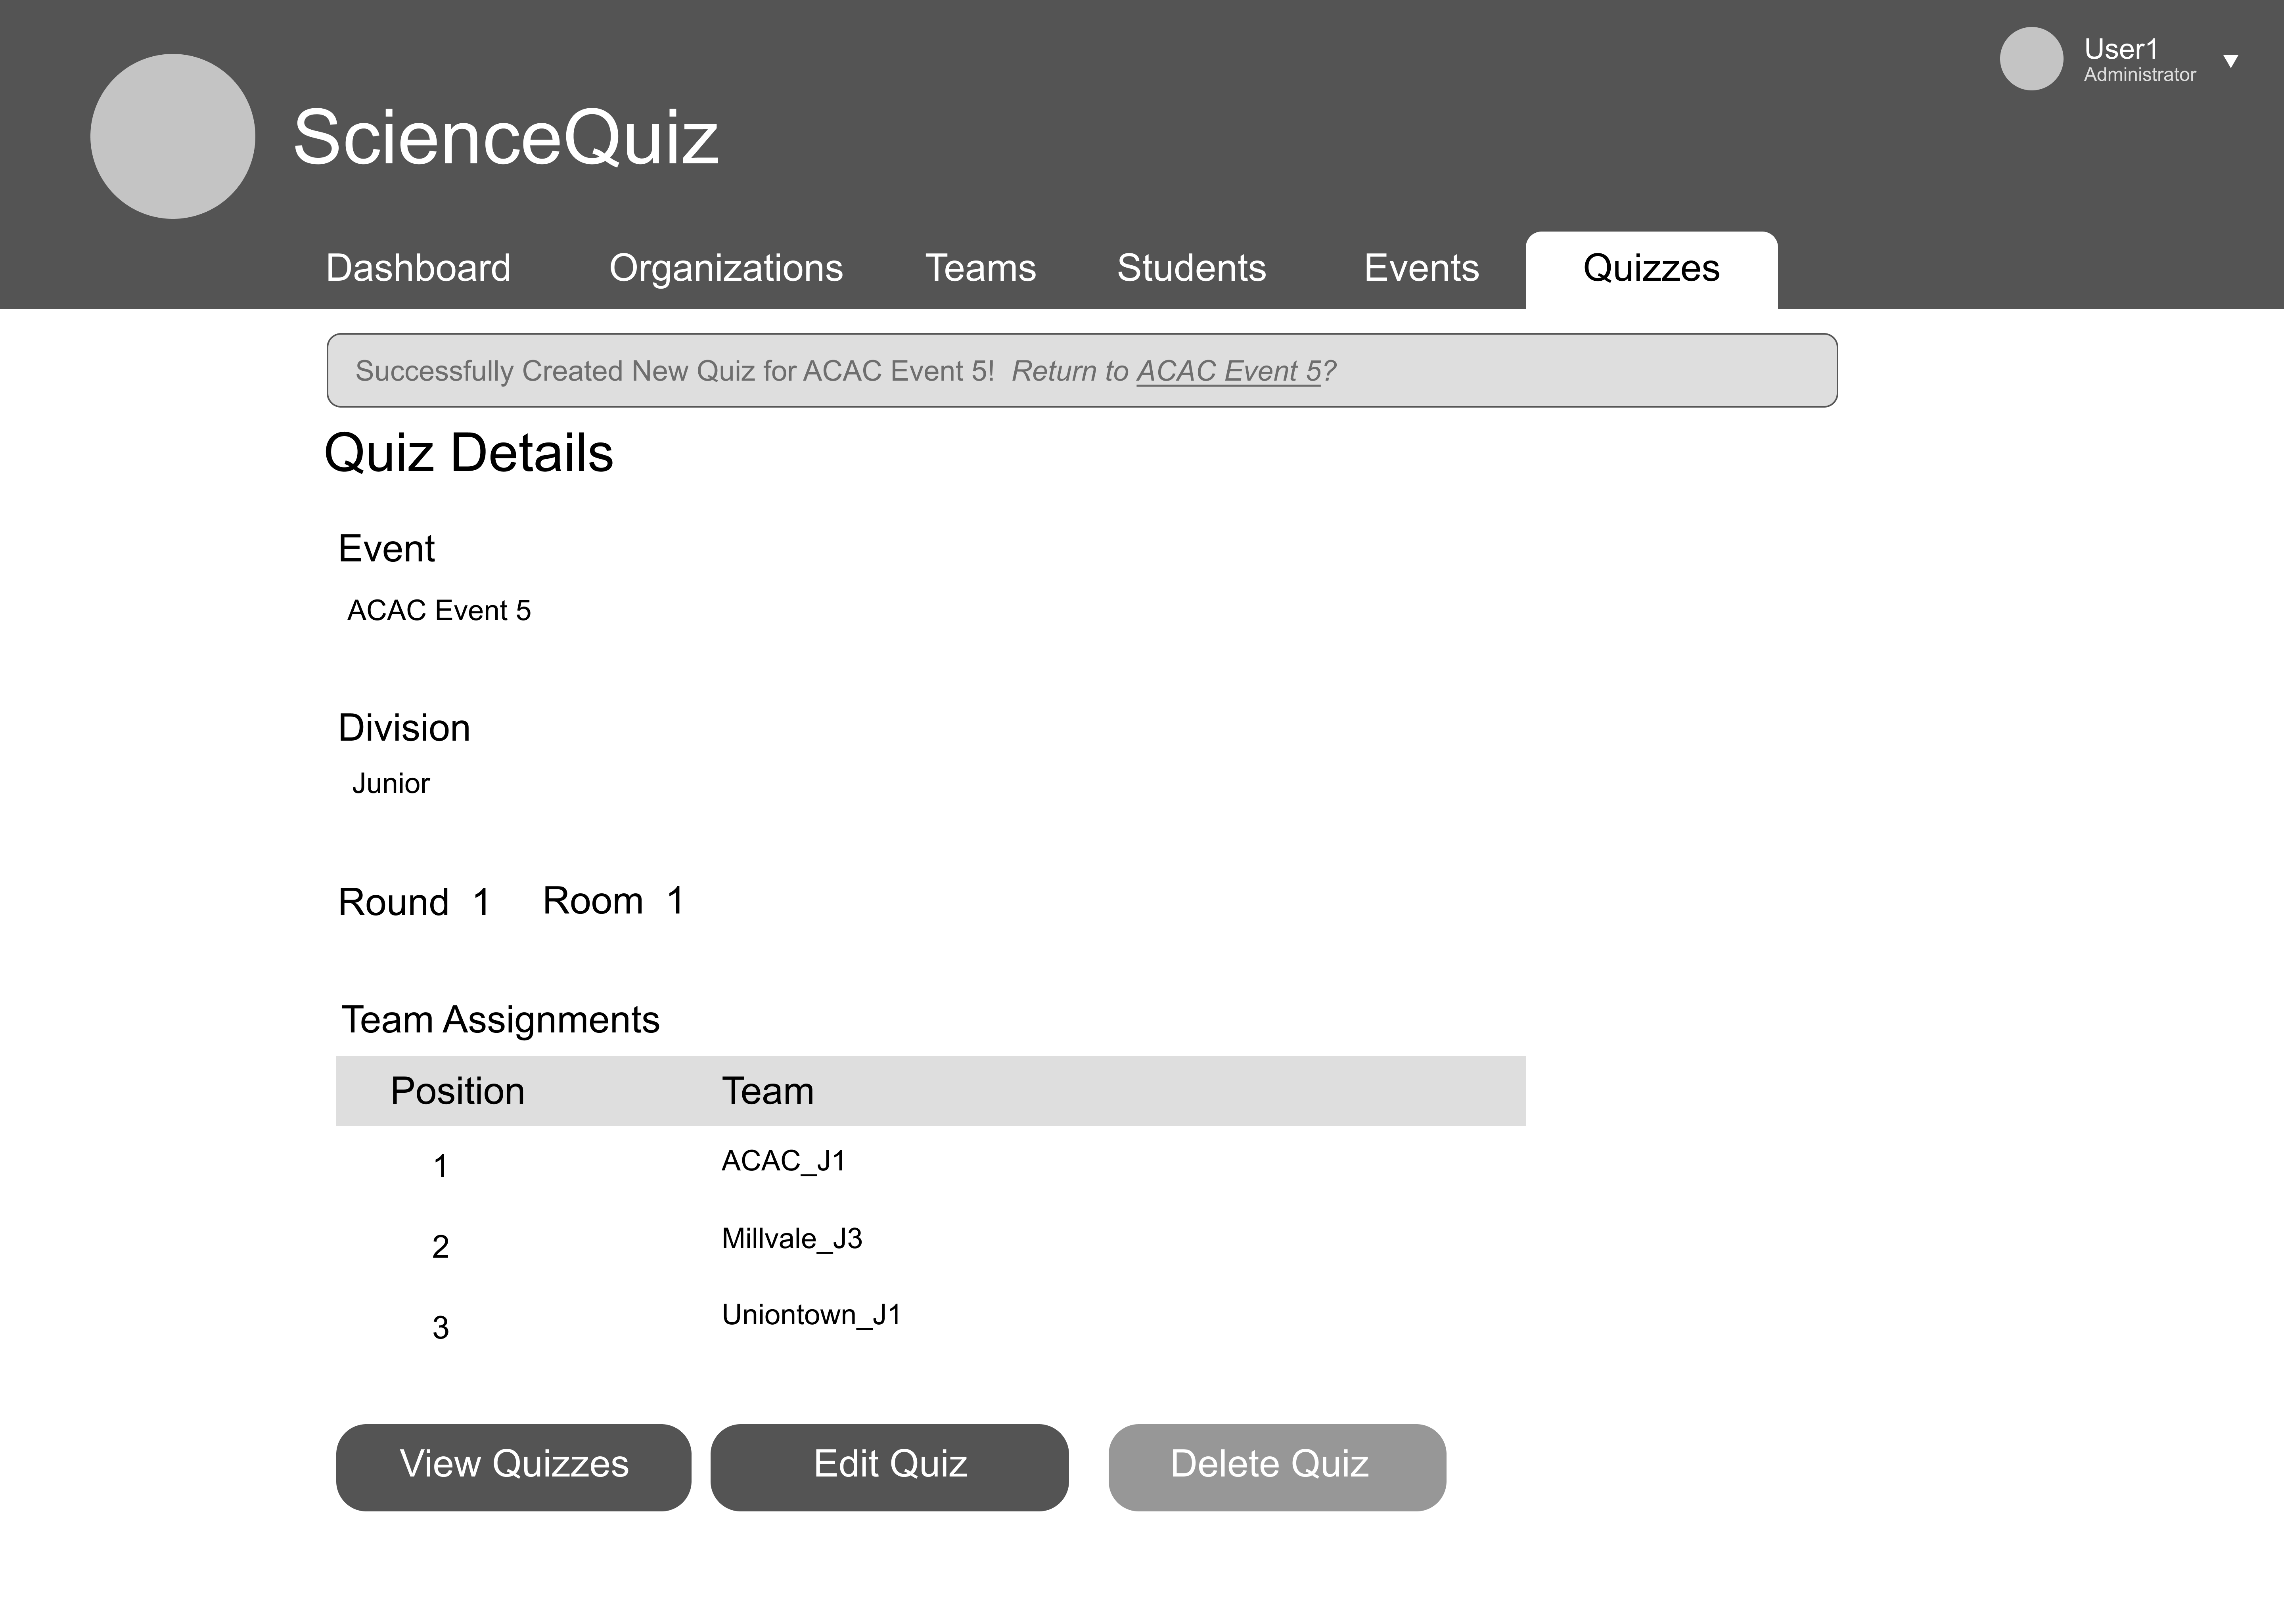 User1
Administrator
ScienceQuiz
Dashboard Organizations Teams Students Events Quizzes
Successfully Created New Quiz for ACAC Event 5! Return to ACAC Event 5?
Quiz Details
Event
ACAC Event 5
Division
Junior
Round 1 Room 1
Team Assignments
Position Team
1 ACAC_J1
2 Millvale_J3
3 Uniontown_J1
View Quizzes Edit Quiz Delete Quiz